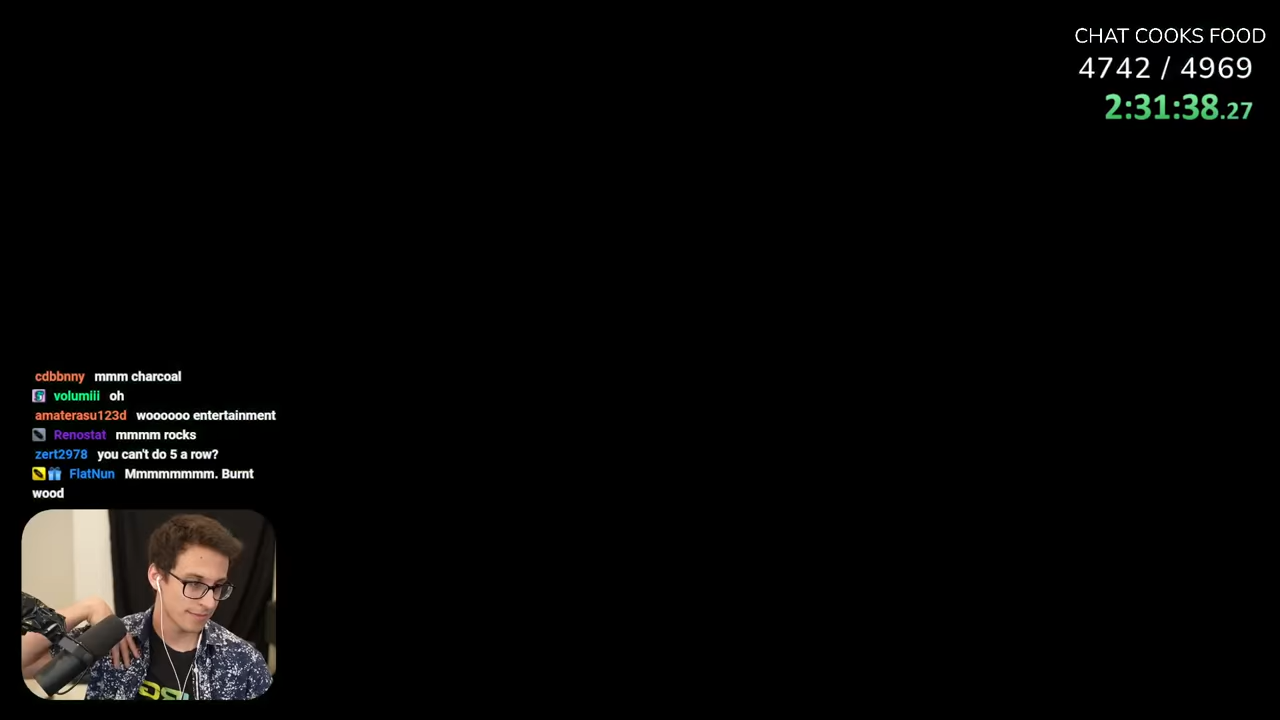 CHAT COOKS FOOD
4742 / 4969
2:31:38.27
cdbbnny mmm charcoal
volumiii oh
amaterasu123d woooooo entertainment
Renostat mmmm rocks
zert2978 you can't do 5 a row?
FlatNun Mmmmmmmm. Burnt
wood